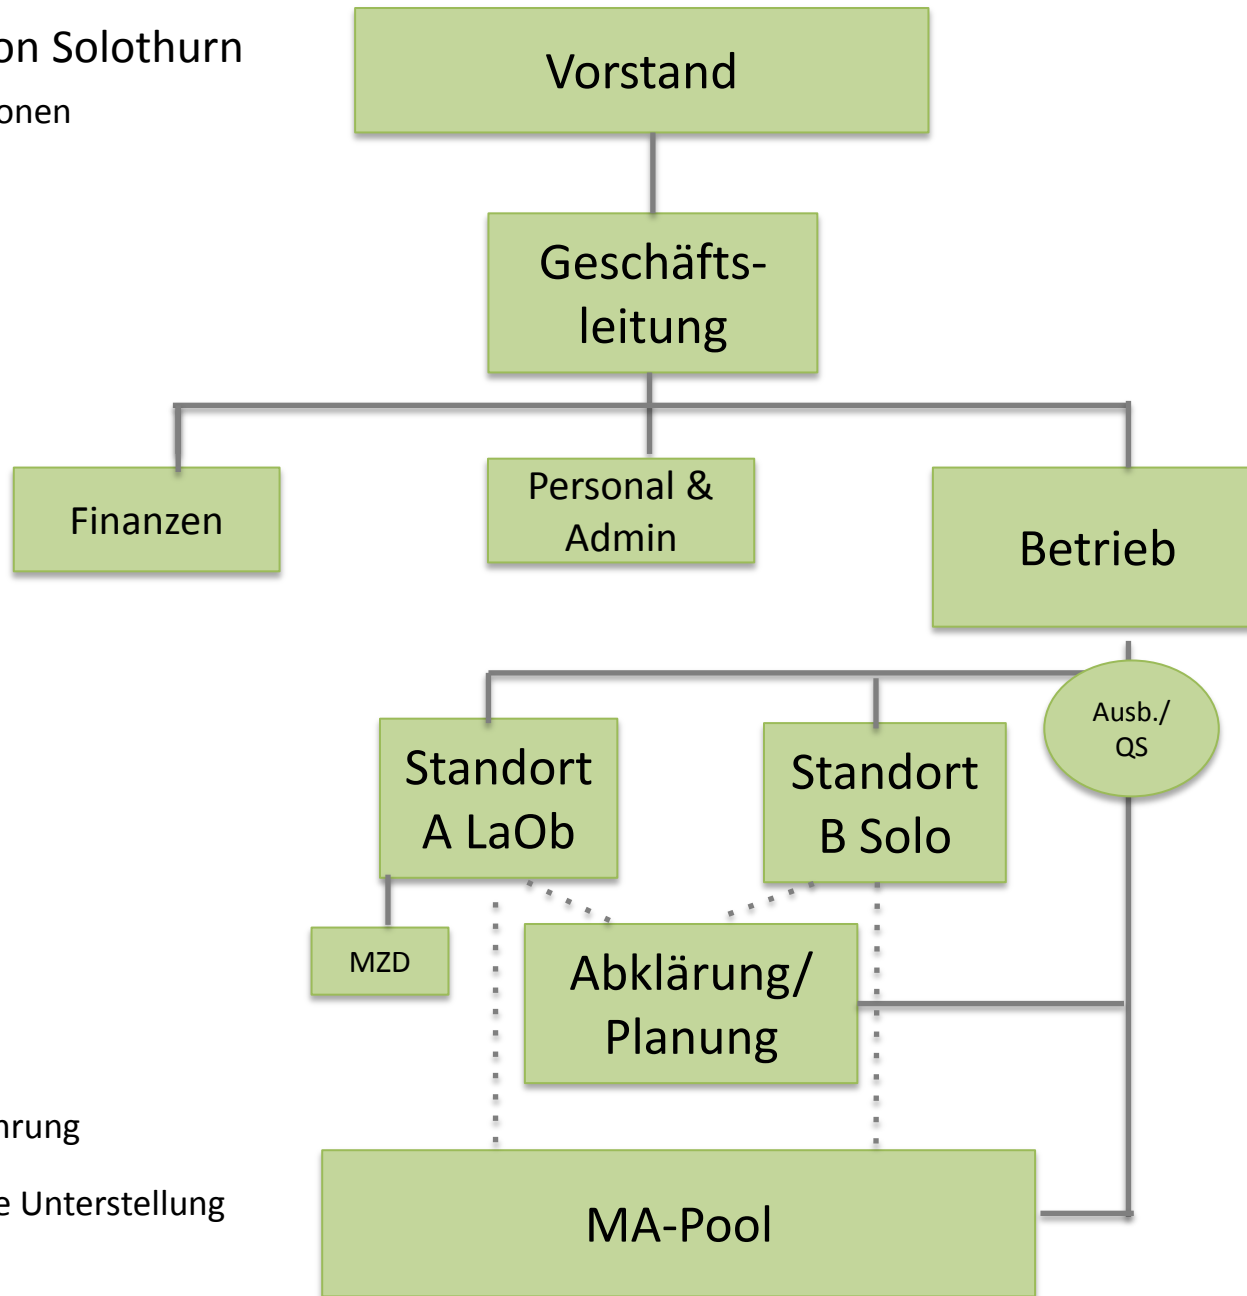 on Solothurn
onen
Vorstand
Geschäfts-
leitung
Finanzen
Personal &
Admin
Betrieb
Ausb./
QS
Standort
A LaOb
Standort
B Solo
MZD
Abklärung/
Planung
hrung
e Unterstellung
MA-Pool